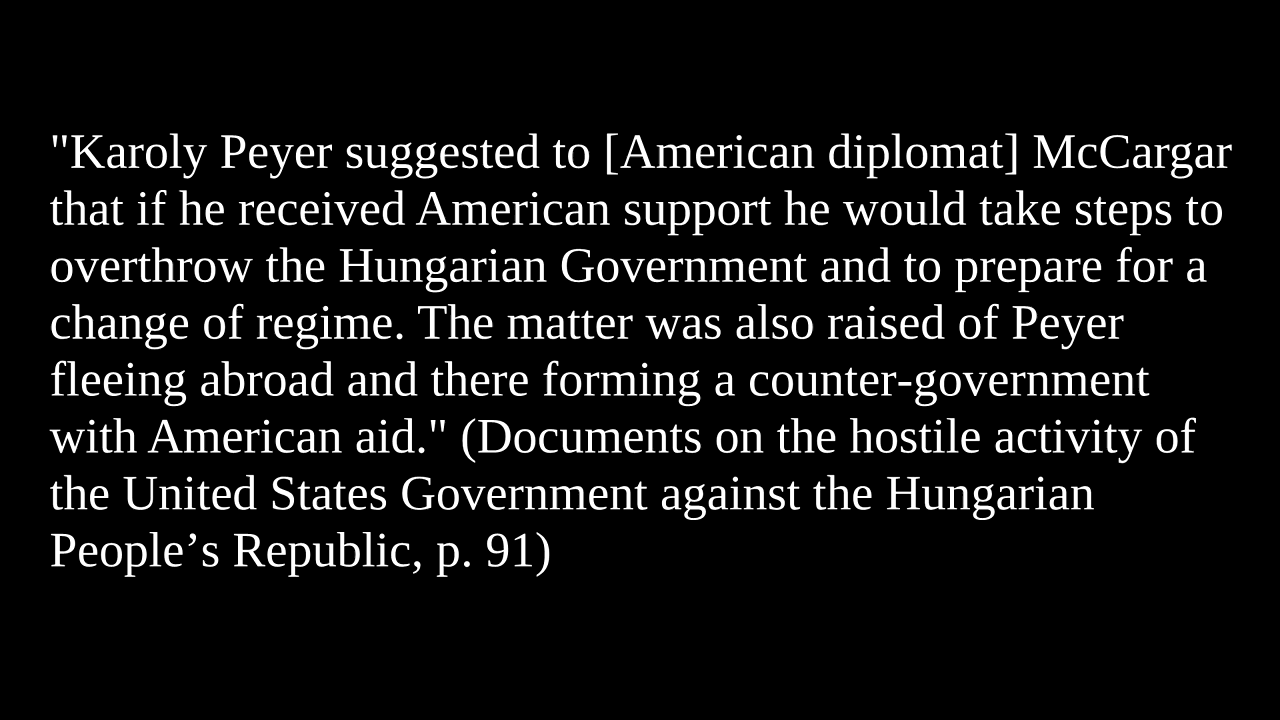 "Karoly Peyer suggested to [American diplomat] McCargar
that if he received American support he would take steps to
overthrow the Hungarian Government and to prepare for a
change of regime. The matter was also raised of Peyer
fleeing abroad and there forming a counter-government
with American aid." (Documents on the hostile activity of
the United States Government against the Hungarian
People’s Republic, p. 91)